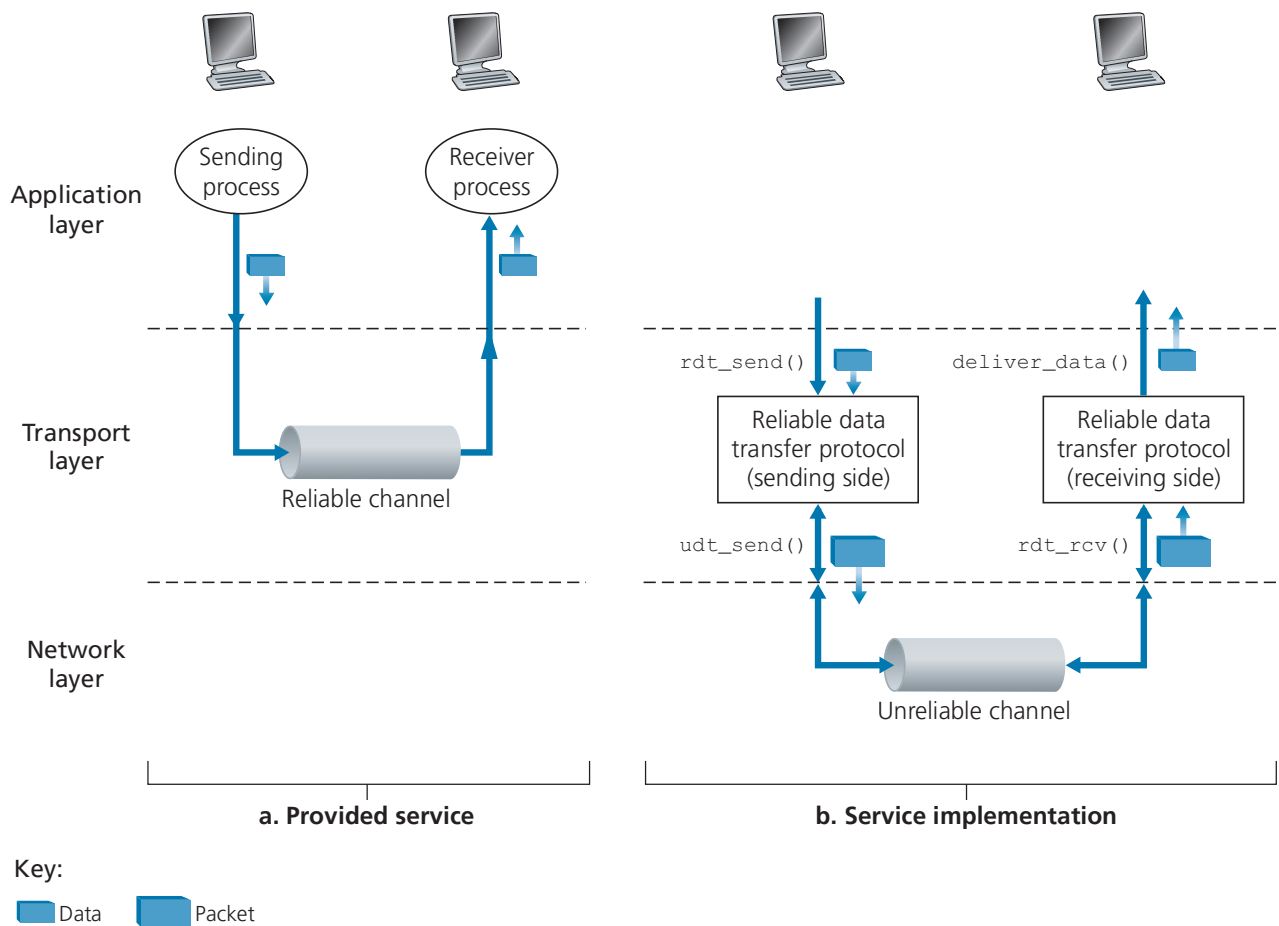 Sending
process
Receiver
process
Application
layer
rdt_send()
deliver_data()
Reliable data
transfer protocol
(sending side)
Reliable data
transfer protocol
(receiving side)
Transport
layer
Reliable channel
udt_send()
rdt_rcv()
Network
layer
Unreliable channel
a. Provided service
b. Service implementation
Key:
Data
Packet